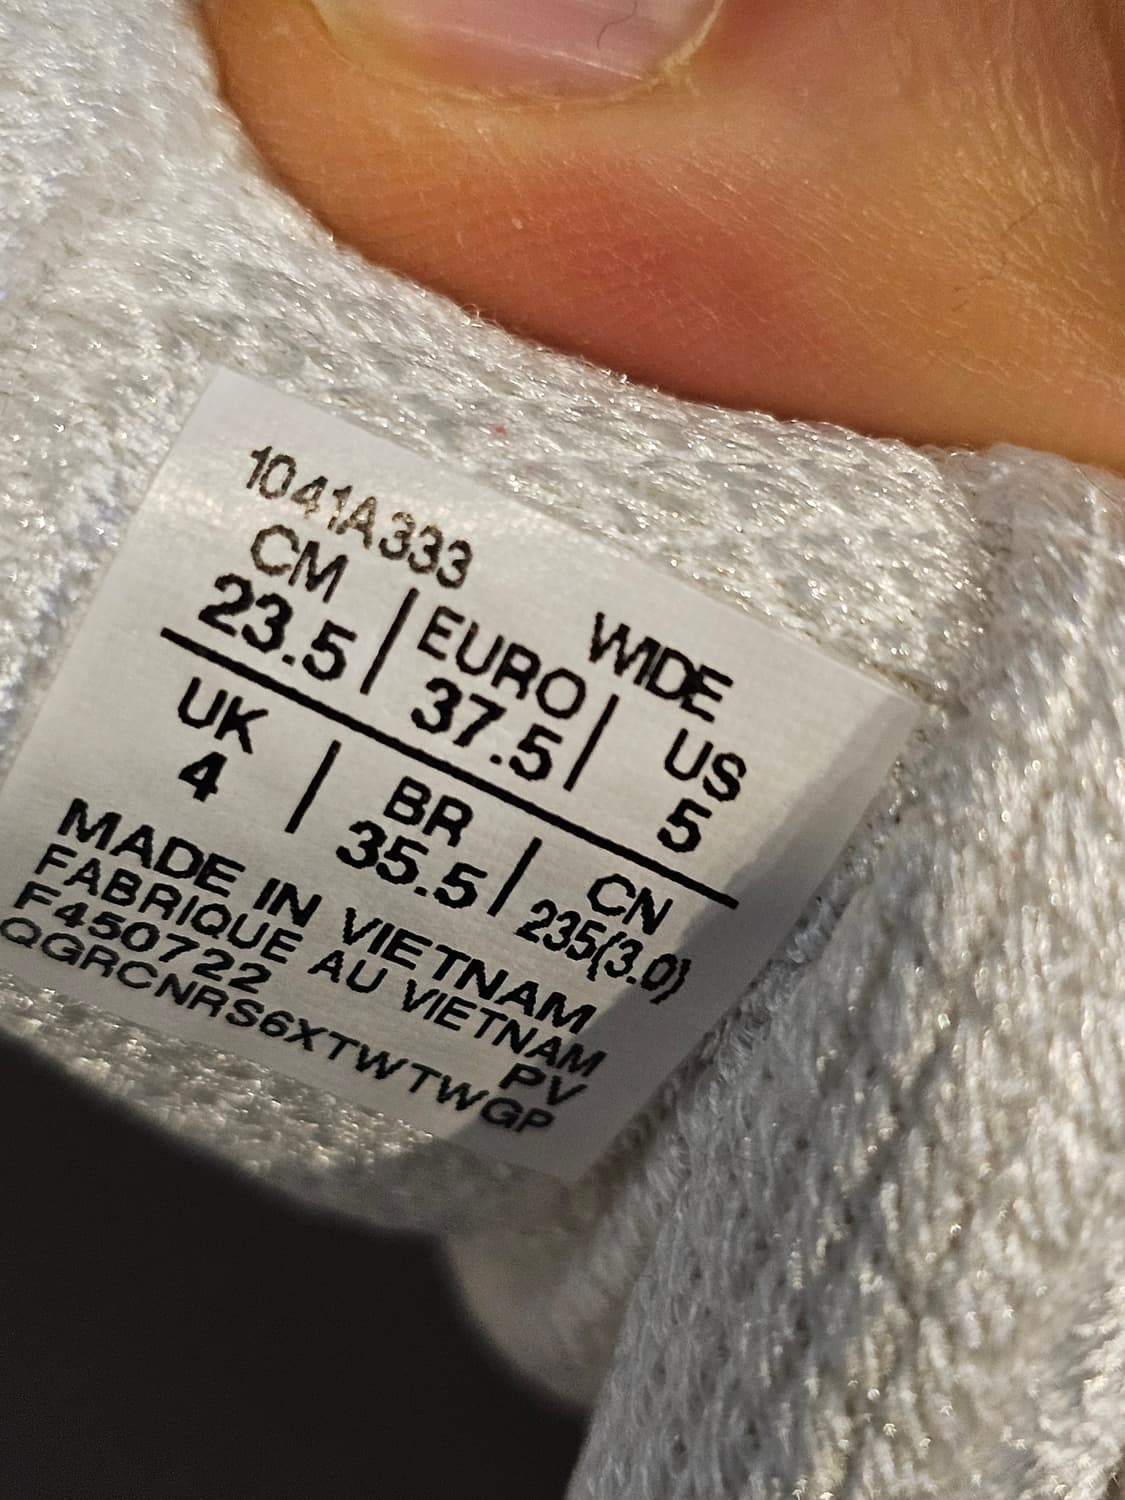 1041A333
WIDE
CM | EURO | US
23.5 | 37.5 | 5
UK | BR | CN
4 | 35.5 | 235(3.0)
MADE IN VIETNAM
FABRIQUE AU VIETNAM
F450722 PV
QGRCNRS6XTWTWGP